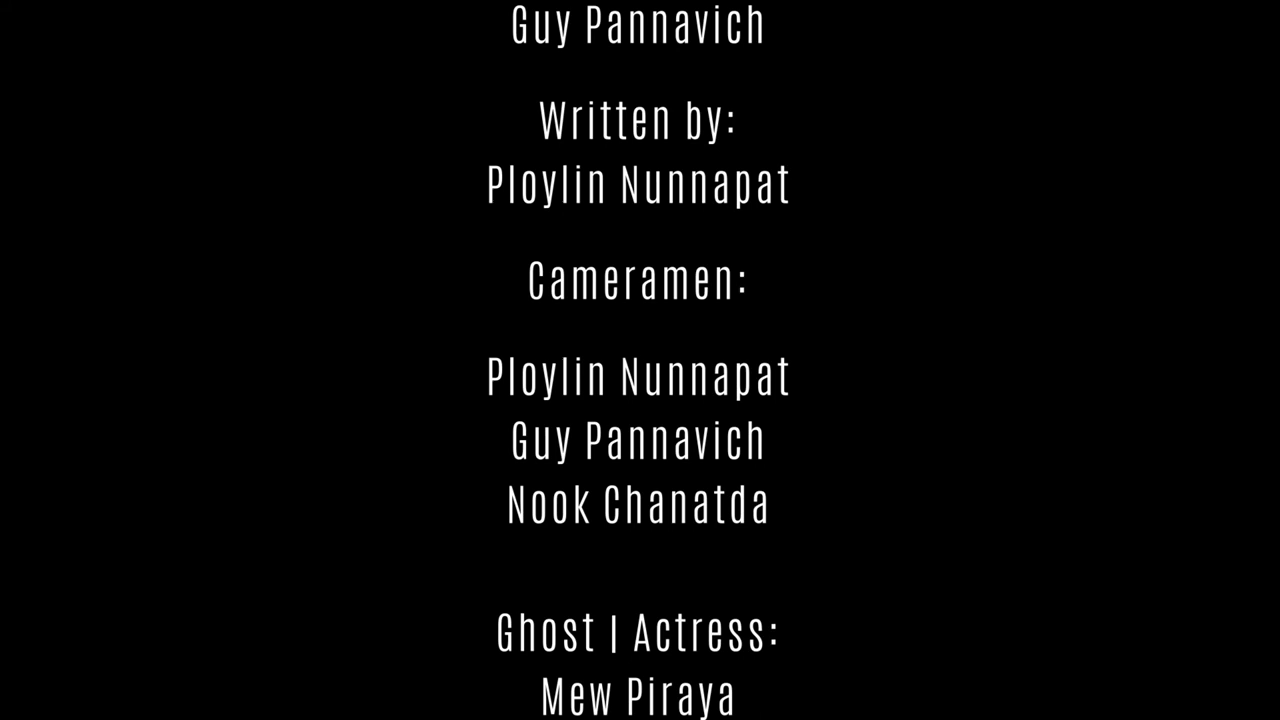 Guy Pannavich
Written by:
Ploylin Nunnapat
Cameramen:
Ploylin Nunnapat
Guy Pannavich
Nook Chanatda
Ghost | Actress:
Mew Piraya